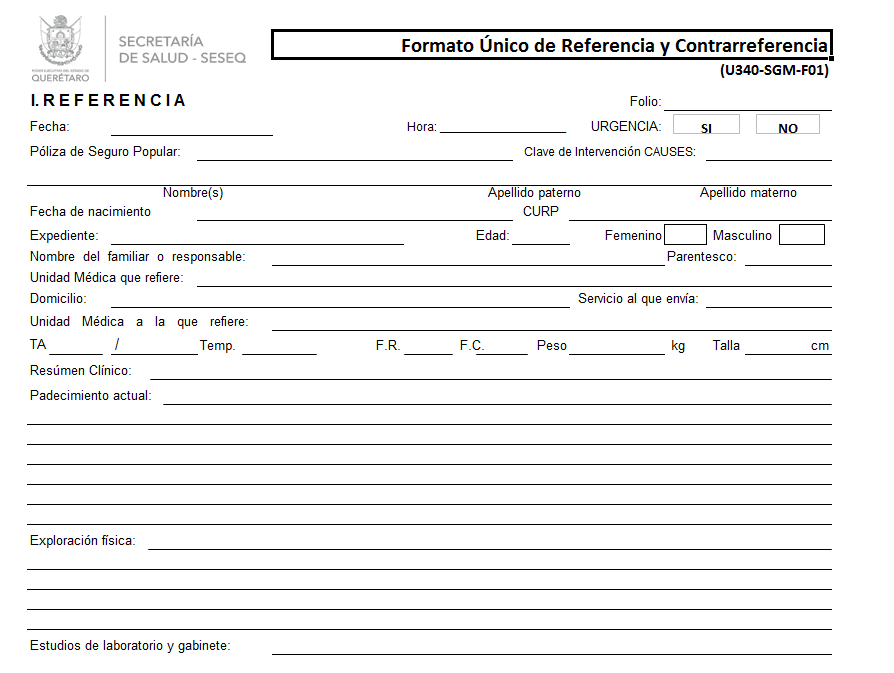 SECRETARÍA
DE SALUD - SESEQ
QUERÉTARO
Formato Único de Referencia y Contrarreferencia
(U340-SGM-F01)
I. R E F E R E N C I A
Folio:
Fecha: Hora: URGENCIA: SI NO
Póliza de Seguro Popular: Clave de Intervención CAUSES:
Nombre(s) Apellido paterno Apellido materno
Fecha de nacimiento CURP
Expediente: Edad: Femenino Masculino
Nombre del familiar o responsable: Parentesco:
Unidad Médica que refiere:
Domicilio: Servicio al que envía:
Unidad Médica a la que refiere:
TA / Temp. F.R. F.C. Peso kg Talla cm
Resúmen Clínico:
Padecimiento actual:
Exploración física:
Estudios de laboratorio y gabinete: